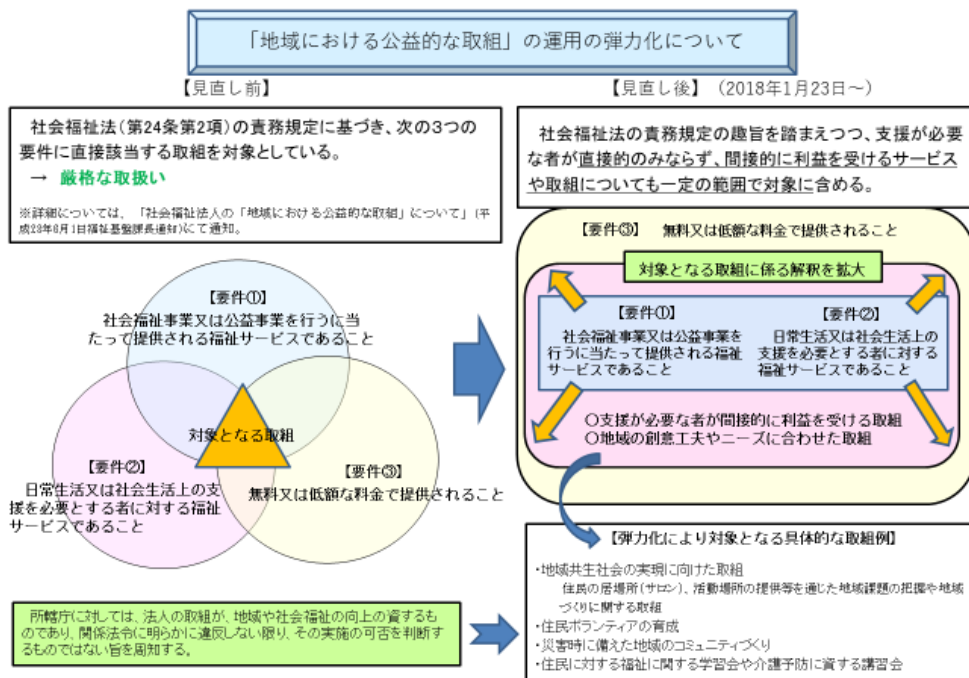 「地域における公益的な取組」の運用の弾力化について
【見直し前】
社会福祉法(第24条第2項)の責務規定に基づき、次の3つの
要件に直接該当する取組を対象としている。
→ 厳格な取扱い
※詳細については、「社会福祉法人の「地域における公益的な取組」について」(平
成28年6月1日福祉基盤課長通知)にて通知。
【要件①】
社会福祉事業又は公益事業を行うに当
たって提供される福祉サービスであること
対象となる取組
【要件②】
日常生活又は社会生活上の支
援を必要とする者に対する福祉
サービスであること
【要件③】
無料又は低額な料金で提供されること
所轄庁に対しては、法人の取組が、地域や社会福祉の向上の資するも
のであり、関係法令に明らかに違反しない限り、その実施の可否を判断す
るものではない旨を周知する。
【見直し後】(2018年1月23日~)
社会福祉法の責務規定の趣旨を踏まえつつ、支援が必要
な者が直接的のみならず、間接的に利益を受けるサービス
や取組についても一定の範囲で対象に含める。
【要件③】 無料又は低額な料金で提供されること
対象となる取組に係る解釈を拡大
【要件①】
社会福祉事業又は公益事業を
行うに当たって提供される福祉
サービスであること
【要件②】
日常生活又は社会生活上の
支援を必要とする者に対する
福祉サービスであること
○支援が必要な者が間接的に利益を受ける取組
○地域の創意工夫やニーズに合わせた取組
【弾力化により対象となる具体的な取組例】
・地域共生社会の実現に向けた取組
住民の居場所(サロン)、活動場所の提供等を通じた地域課題の把握や地域
づくりに関する取組
・住民ボランティアの育成
・災害時に備えた地域のコミュニティづくり
・住民に対する福祉に関する学習会や介護予防に資する講習会